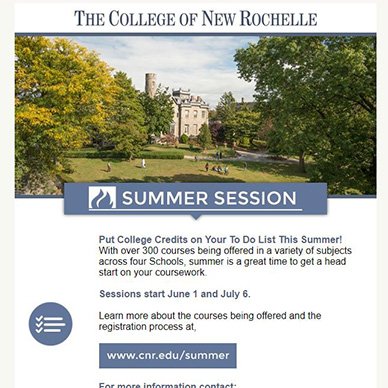 THE COLLEGE OF NEW ROCHELLE
SUMMER SESSION
Put College Credits on Your To Do List This Summer!
With over 300 courses being offered in a variety of subjects
across four Schools, summer is a great time to get a head
start on your coursework.
Sessions start June 1 and July 6.
Learn more about the courses being offered and the
registration process at,
www.cnr.edu/summer
For more information contact: